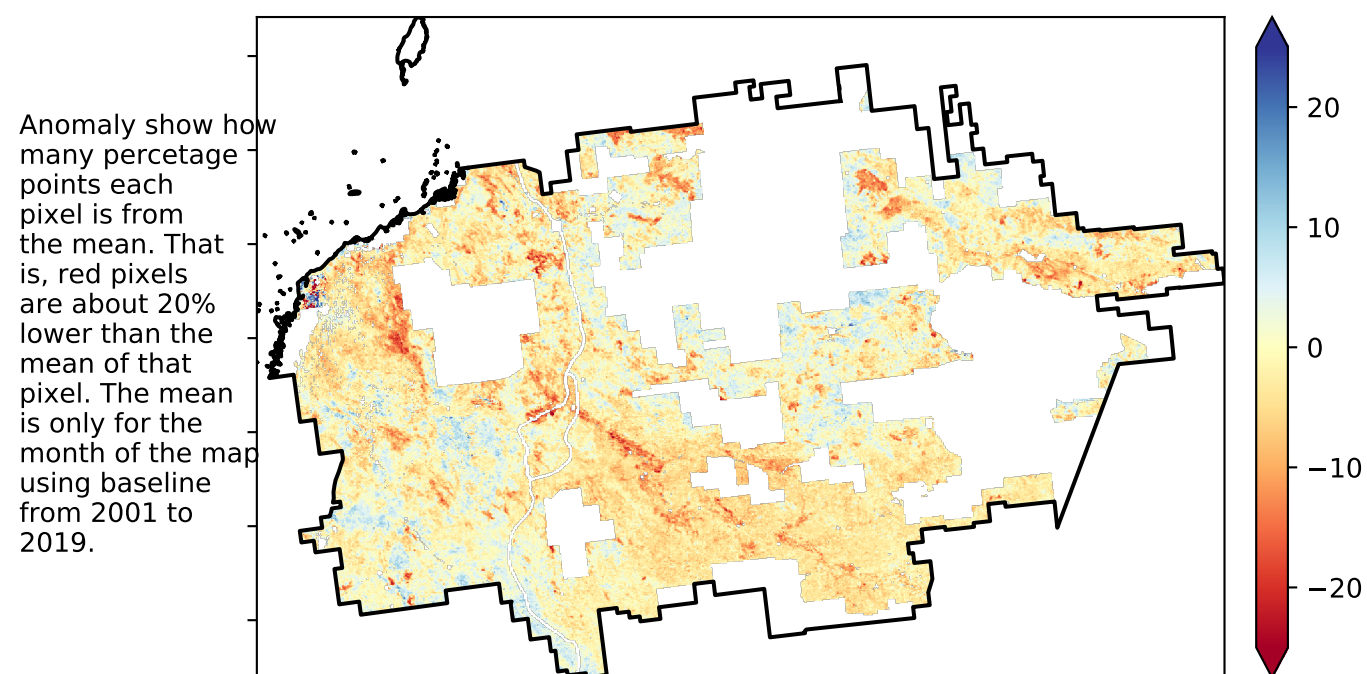 Anomaly show how
many percetage
points each
pixel is from
the mean. That
is, red pixels
are about 20%
lower than the
mean of that
pixel. The mean
is only for the
month of the map
using baseline
from 2001 to
2019.
20
10
0
−10
−20